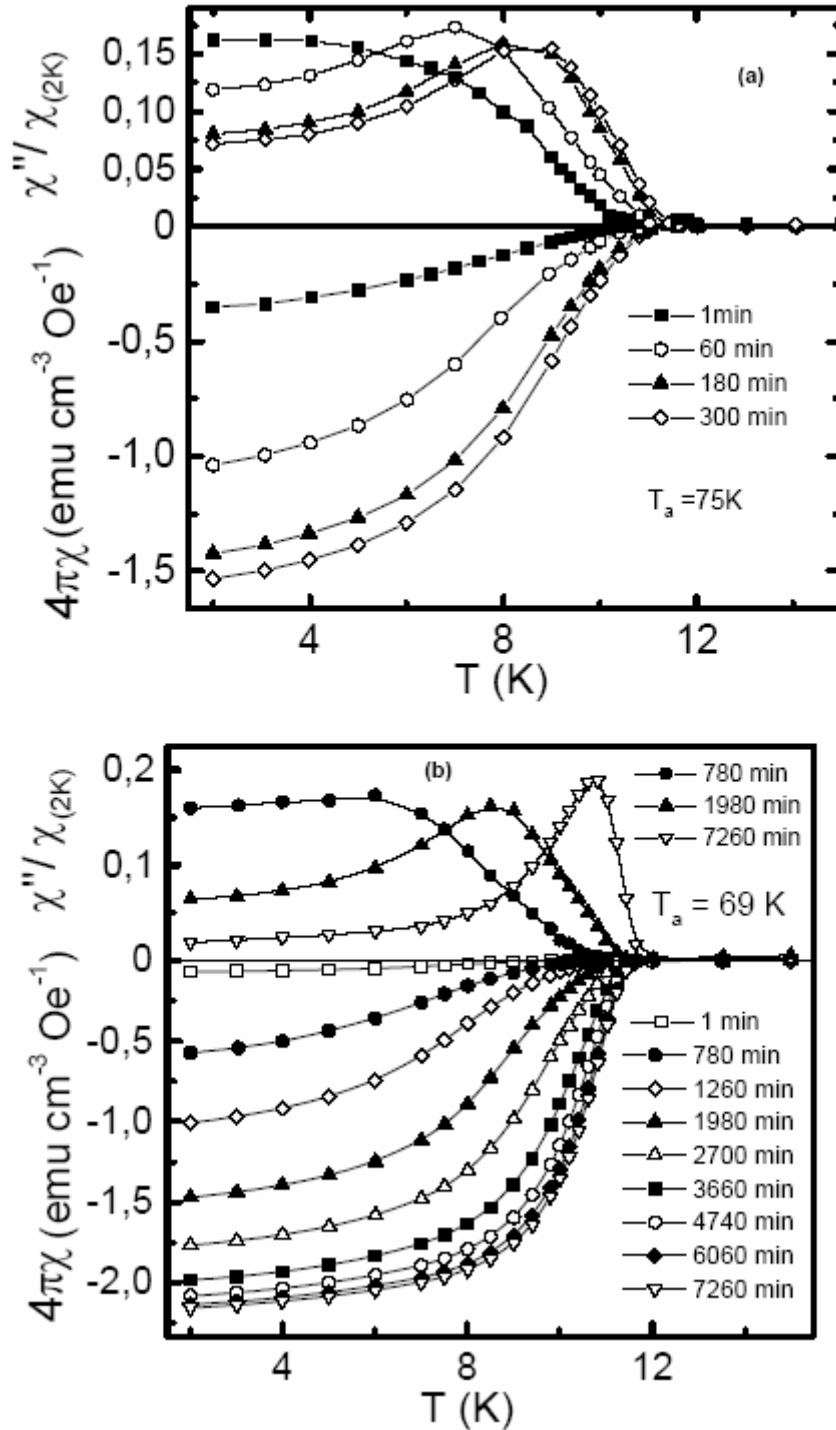 χ"/ χ(2K)
4πχ (emu cm-3 Oe-1)
0,15
0,10
0,05
0
-0,5
-1,0
-1,5
(a)
1min
60 min
180 min
300 min
Ta =75K
4 8 12
T (K)
χ"/ χ(2K)
4πχ (emu cm-3 Oe-1)
0,2
0,1
0
-0,5
-1,0
-1,5
-2,0
(b)
780 min
1980 min
7260 min
Ta = 69 K
1 min
780 min
1260 min
1980 min
2700 min
3660 min
4740 min
6060 min
7260 min
4 8 12
T (K)